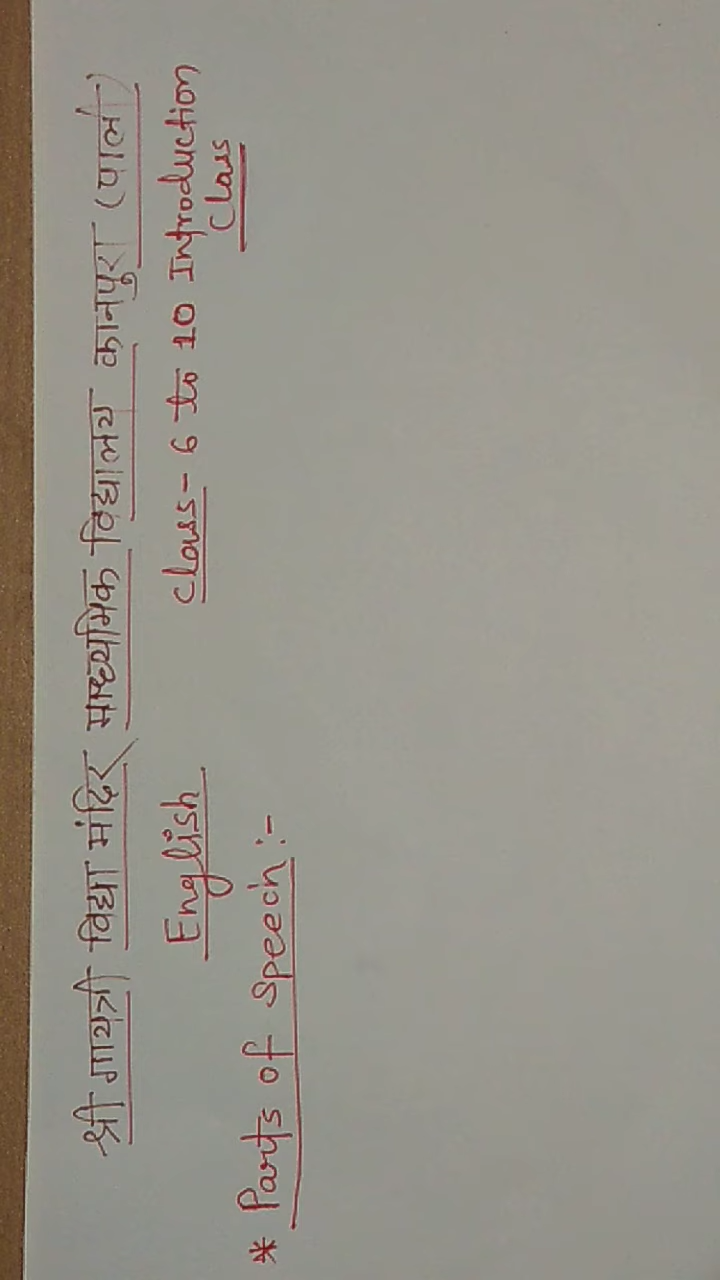 श्री गायत्री विद्या मंदिर माध्यमिक विद्यालय कानपुरा (पाली)
English Class - 6 to 10 Introduction
Class
* Parts of Speech :-